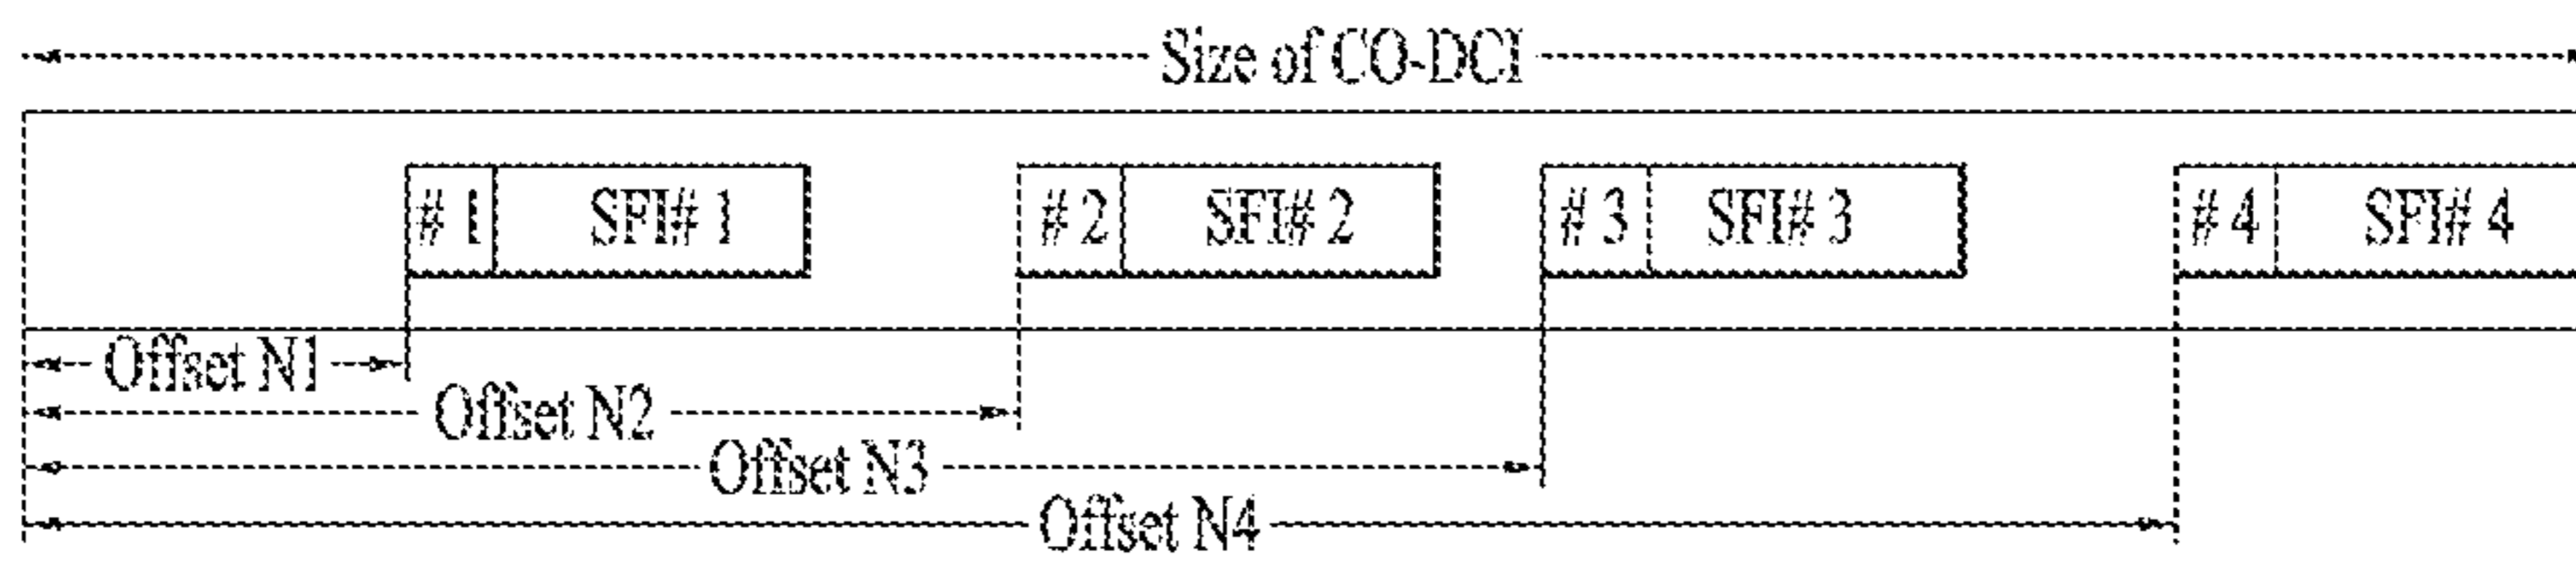 Size of CO-DCI
# 1 SFI# 1 # 2 SFI# 2 # 3 SFI# 3 # 4 SFI# 4
Offset N1
Offset N2
Offset N3
Offset N4